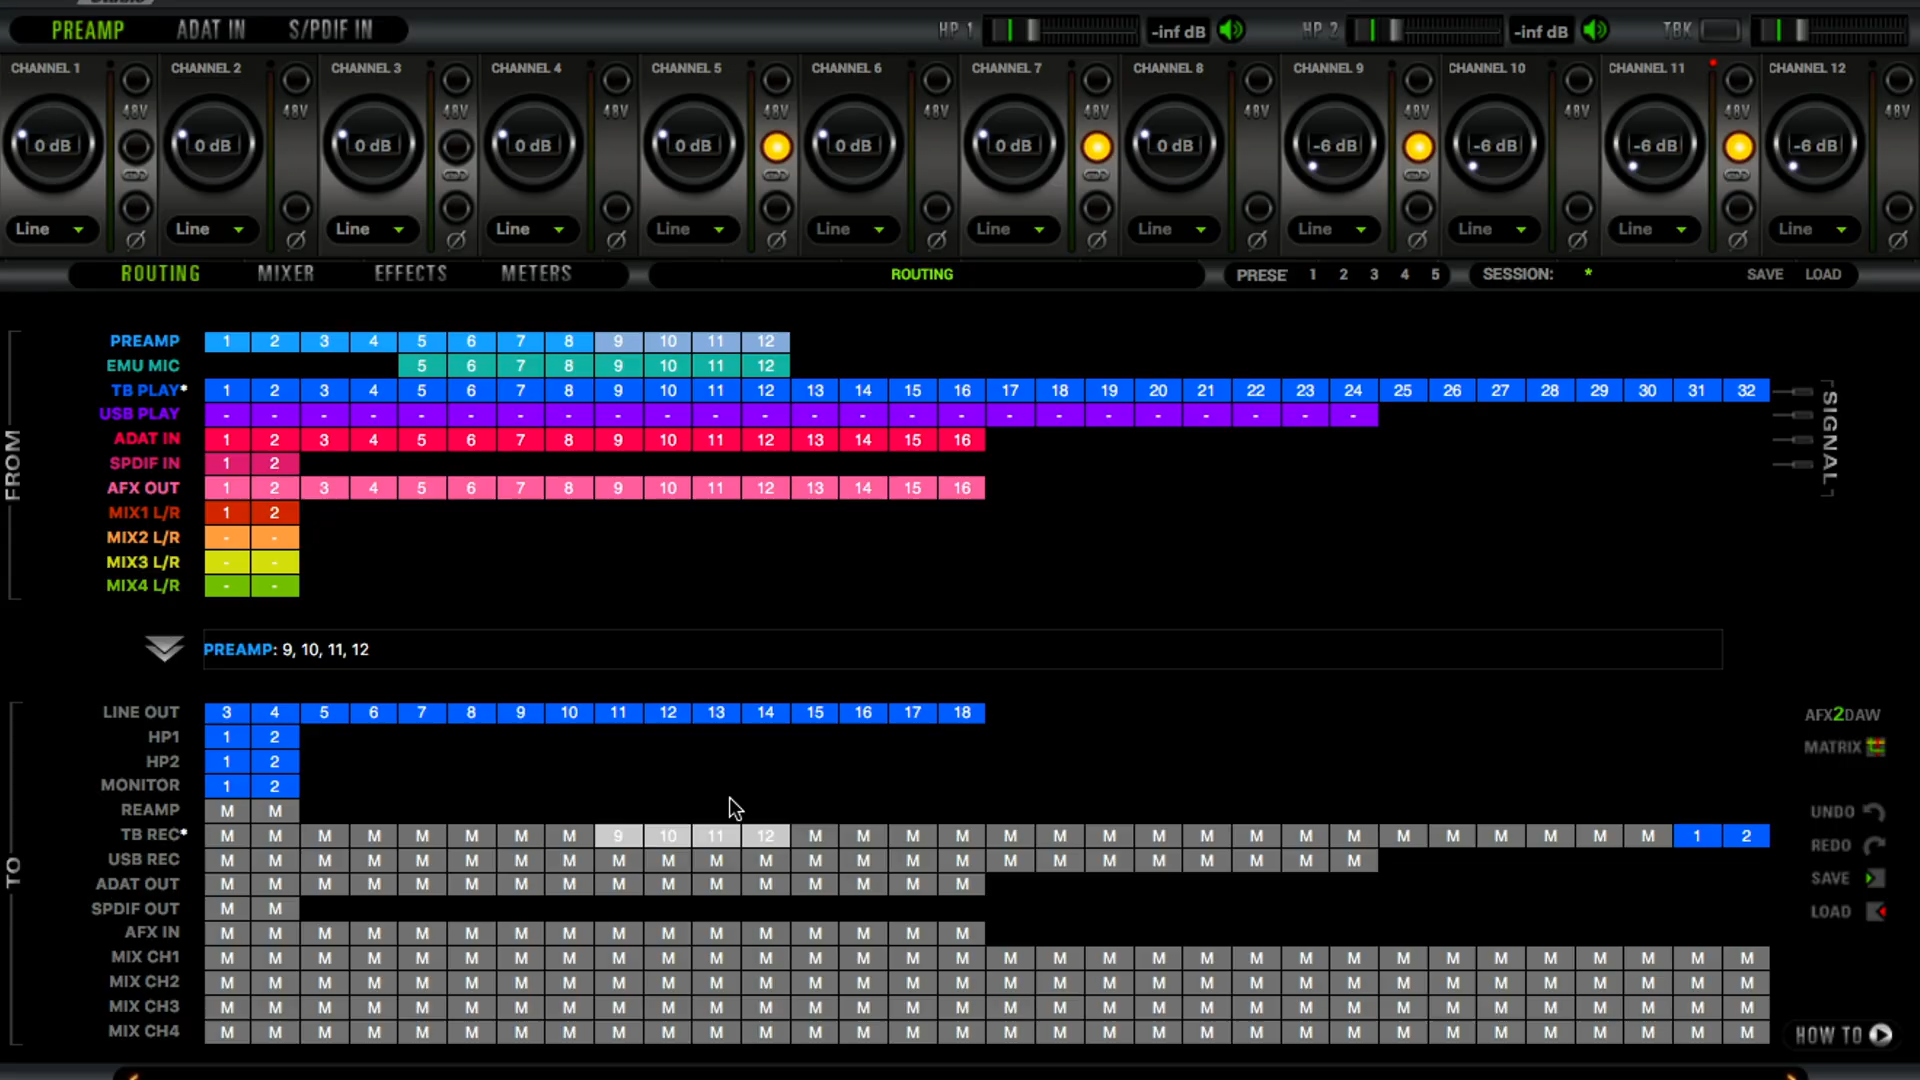 PREAMP ADAT IN S/PDIF IN HP 1 -inf dB HP 2 -inf dB TBK
CHANNEL 1 CHANNEL 2 CHANNEL 3 CHANNEL 4 CHANNEL 5 CHANNEL 6 CHANNEL 7 CHANNEL 8 CHANNEL 9 CHANNEL 10 CHANNEL 11 CHANNEL 12
48V 48V 48V 48V 48V 48V 48V 48V 48V 48V 48V 48V
0 dB 0 dB 0 dB 0 dB 0 dB 0 dB 0 dB 0 dB -6 dB -6 dB -6 dB -6 dB
Line Line Line Line Line Line Line Line Line Line Line Line
ROUTING MIXER EFFECTS METERS ROUTING PRESE 1 2 3 4 5 SESSION: * SAVE LOAD
FROM
SIGNAL
PREAMP 1 2 3 4 5 6 7 8 9 10 11 12
EMU MIC 5 6 7 8 9 10 11 12
TB PLAY* 1 2 3 4 5 6 7 8 9 10 11 12 13 14 15 16 17 18 19 20 21 22 23 24 25 26 27 28 29 30 31 32
USB PLAY - - - - - - - - - - - - - - - - - - - - - - - -
ADAT IN 1 2 3 4 5 6 7 8 9 10 11 12 13 14 15 16
SPDIF IN 1 2
AFX OUT 1 2 3 4 5 6 7 8 9 10 11 12 13 14 15 16
MIX1 L/R 1 2
MIX2 L/R - -
MIX3 L/R - -
MIX4 L/R - -
PREAMP: 9, 10, 11, 12
TO
LINE OUT 3 4 5 6 7 8 9 10 11 12 13 14 15 16 17 18
HP1 1 2
HP2 1 2
MONITOR 1 2
REAMP M M
TB REC* M M M M M M M M 9 10 11 12 M M M M M M M M M M M M M M M M M M 1 2
USB REC M M M M M M M M M M M M M M M M M M M M M M M M
ADAT OUT M M M M M M M M M M M M M M M M
SPDIF OUT M M
AFX IN M M M M M M M M M M M M M M M M
MIX CH1 M M M M M M M M M M M M M M M M M M M M M M M M M M M M M M M M
MIX CH2 M M M M M M M M M M M M M M M M M M M M M M M M M M M M M M M M
MIX CH3 M M M M M M M M M M M M M M M M M M M M M M M M M M M M M M M M
MIX CH4 M M M M M M M M M M M M M M M M M M M M M M M M M M M M M M M M
AFX2DAW
MATRIX
UNDO
REDO
SAVE
LOAD
HOW TO